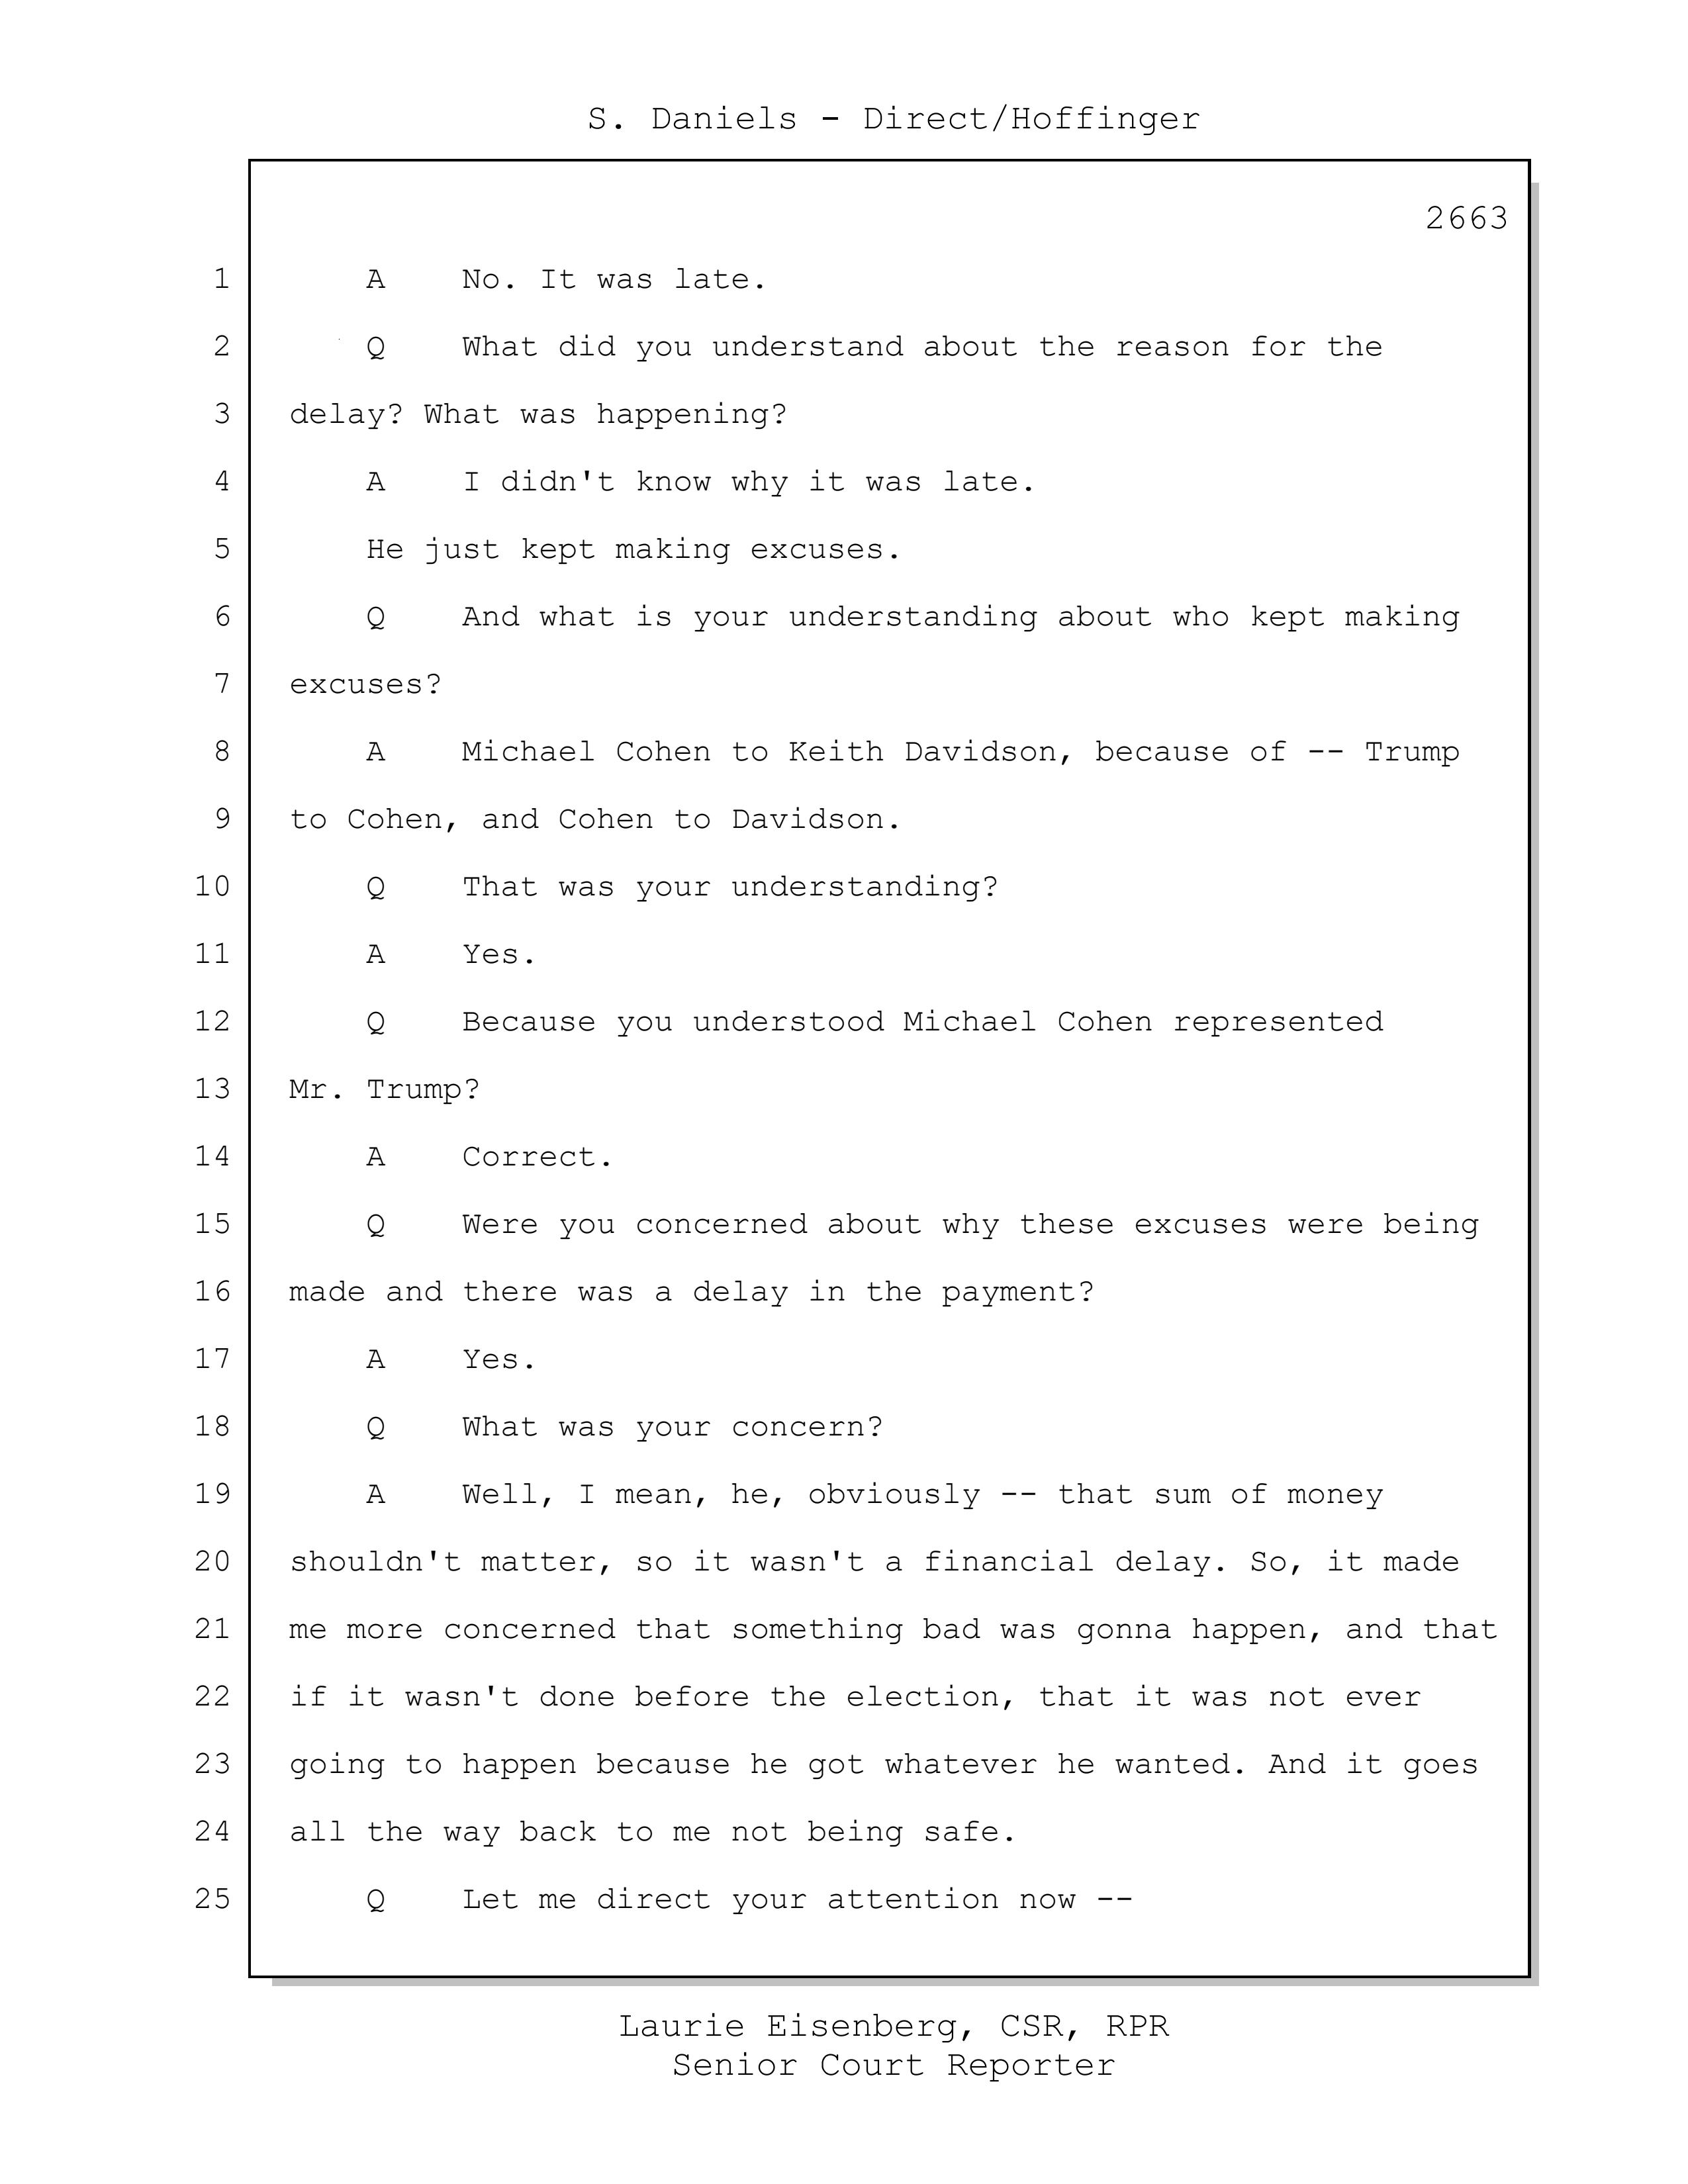 S. Daniels - Direct/Hoffinger
2663
1 A No. It was late.
2 Q What did you understand about the reason for the
3 delay? What was happening?
4 A I didn't know why it was late.
5 He just kept making excuses.
6 Q And what is your understanding about who kept making
7 excuses?
8 A Michael Cohen to Keith Davidson, because of -- Trump
9 to Cohen, and Cohen to Davidson.
10 Q That was your understanding?
11 A Yes.
12 Q Because you understood Michael Cohen represented
13 Mr. Trump?
14 A Correct.
15 Q Were you concerned about why these excuses were being
16 made and there was a delay in the payment?
17 A Yes.
18 Q What was your concern?
19 A Well, I mean, he, obviously -- that sum of money
20 shouldn't matter, so it wasn't a financial delay. So, it made
21 me more concerned that something bad was gonna happen, and that
22 if it wasn't done before the election, that it was not ever
23 going to happen because he got whatever he wanted. And it goes
24 all the way back to me not being safe.
25 Q Let me direct your attention now --
Laurie Eisenberg, CSR, RPR
Senior Court Reporter